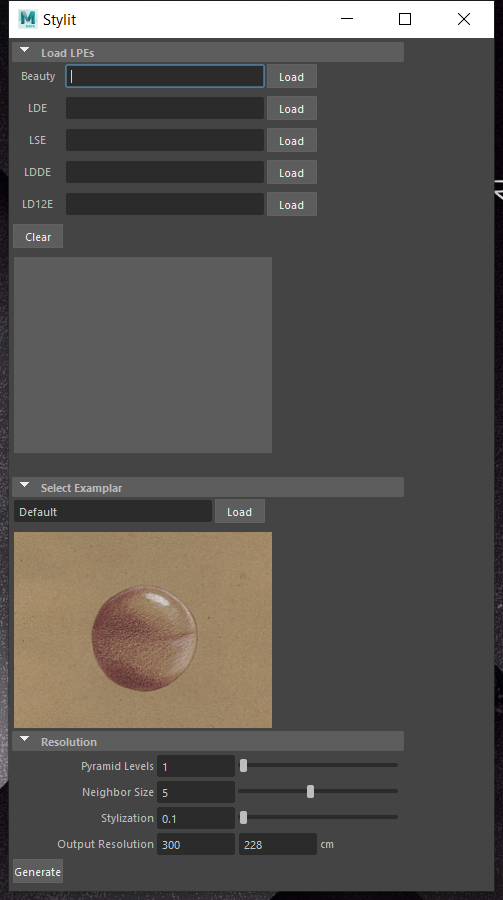 Stylit
Load LPEs
Beauty Load
LDE Load
LSE Load
LDDE Load
LD12E Load
Clear
Select Examplar
Default Load
Resolution
Pyramid Levels 1
Neighbor Size 5
Stylization 0.1
Output Resolution 300 228 cm
Generate